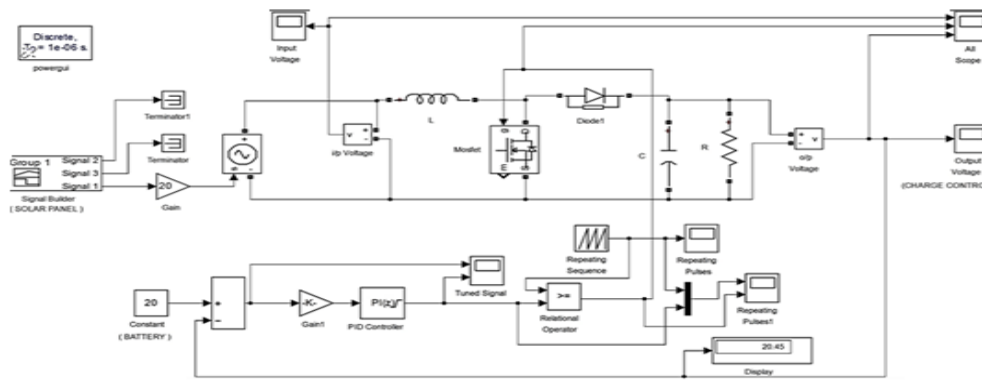 Discrete,
Ts = 1e-06 s.
powergui
Input
Voltage
All
Scope
Terminator1
Terminator
Group 1
Signal 2
Signal 3
Signal 1
Signal Builder
( SOLAR PANEL )
20
Gain
v
+
-
i/p Voltage
L
Mosfet
Diode1
C
R
+
-
v
o/p
Voltage
Output
Voltage
(CHARGE CONTRO
Repeating
Sequence
Repeating
Pulses
20
Constant
( BATTERY )
+
-
-K-
Gain1
PI(z)
PID Controller
Tuned Signal
>=
Relational
Operator
Repeating
Pulses1
20.45
Display